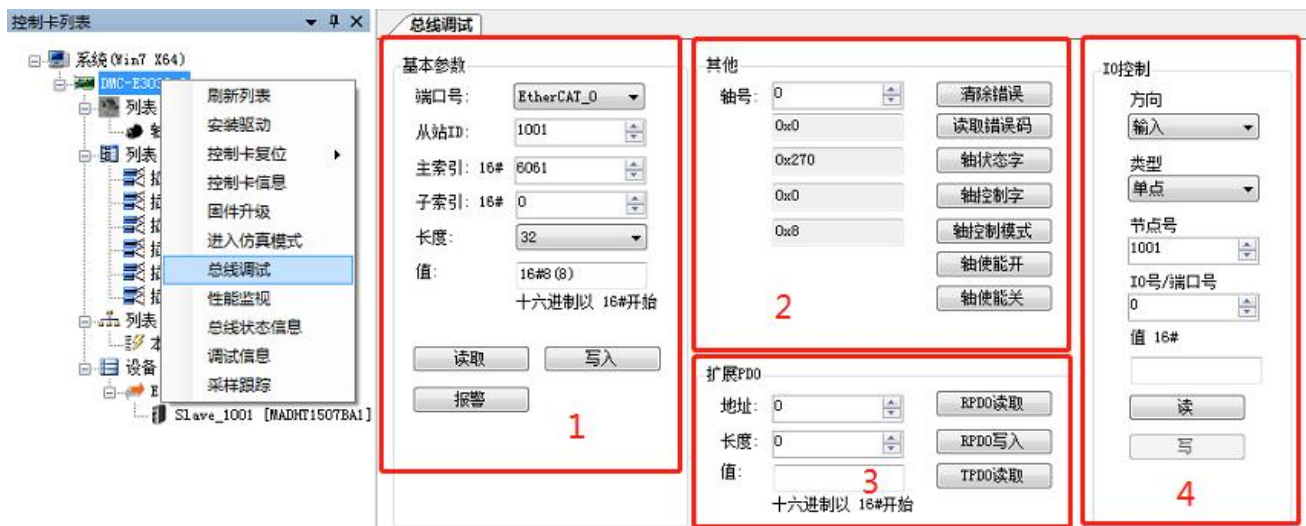 控制卡列表
系统(Win7 X64)
DMC-E303
列表
列表
列表
本
设备
E
Slave_1001 [MADHT1507BA1]
刷新列表
安装驱动
控制卡复位
控制卡信息
固件升级
进入仿真模式
总线调试
性能监视
总线状态信息
调试信息
采样跟踪
总线调试
基本参数
端口号: EtherCAT_0
从站ID: 1001
主索引: 16# 6061
子索引: 16# 0
长度: 32
值: 16#8(8)
十六进制以 16#开始
读取 写入
报警
1
其他
轴号: 0 清除错误
0x0 读取错误码
0x270 轴状态字
0x0 轴控制字
0x8 轴控制模式
轴使能开
轴使能关
2
扩展PDO
地址: 0 RPDO读取
长度: 0 RPDO写入
值: TPDO读取
十六进制以 16#开始
3
IO控制
方向
输入
类型
单点
节点号
1001
IO号/端口号
0
值 16#
读
写
4